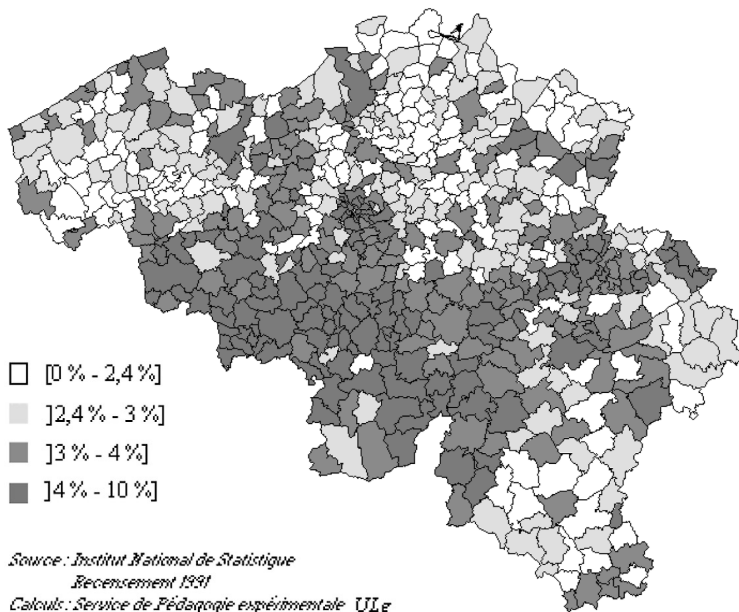 [0 % - 2,4 %]
]2,4 % - 3 %]
]3 % - 4 %]
]4 % - 10 %]
Source : Institut National de Statistique
Recensement 1991
Calculs : Service de Pédagogie expérimentale ULg